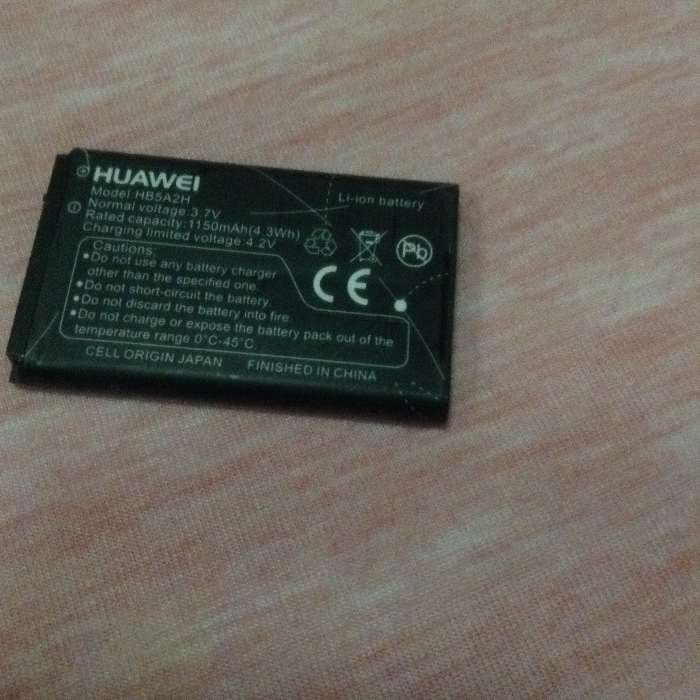 HUAWEI
Li-ion battery
Model HB5A2H
Normal voltage 3.7V
Rated capacity:1150mAh(4.3Wh)
Charging limited voltage 4.2V
Pb
CE
Cautions:
•Do not use any battery charger
other than the specified one.
•Do not short-circuit the battery.
•Do not discard the battery into fire.
•Do not charge or expose the battery pack out of the
temperature range 0°C-45°C
CELL ORIGIN JAPAN FINISHED IN CHINA